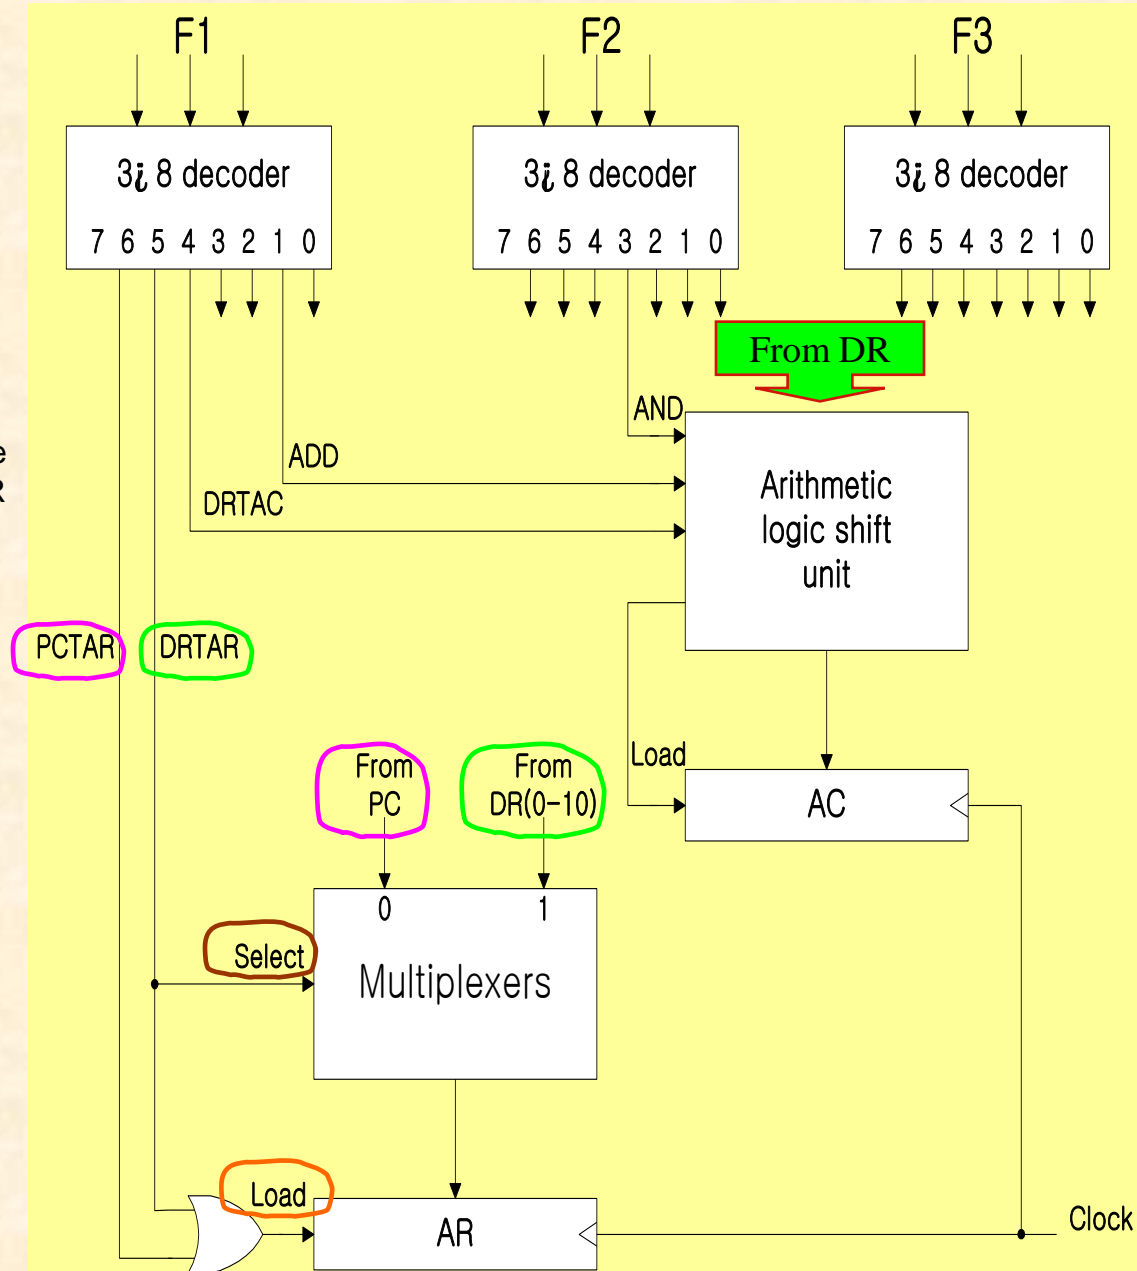 F1
F2
F3
3¡¿ 8 decoder
3¡¿ 8 decoder
3¡¿ 8 decoder
7 6 5 4 3 2 1 0
7 6 5 4 3 2 1 0
7 6 5 4 3 2 1 0
From DR
AND
e
R
ADD
DRTAC
Arithmetic
logic shift
unit
PCTAR
DRTAR
From
PC
From
DR(0-10)
Load
AC
0
1
Select
Multiplexers
Load
AR
Clock